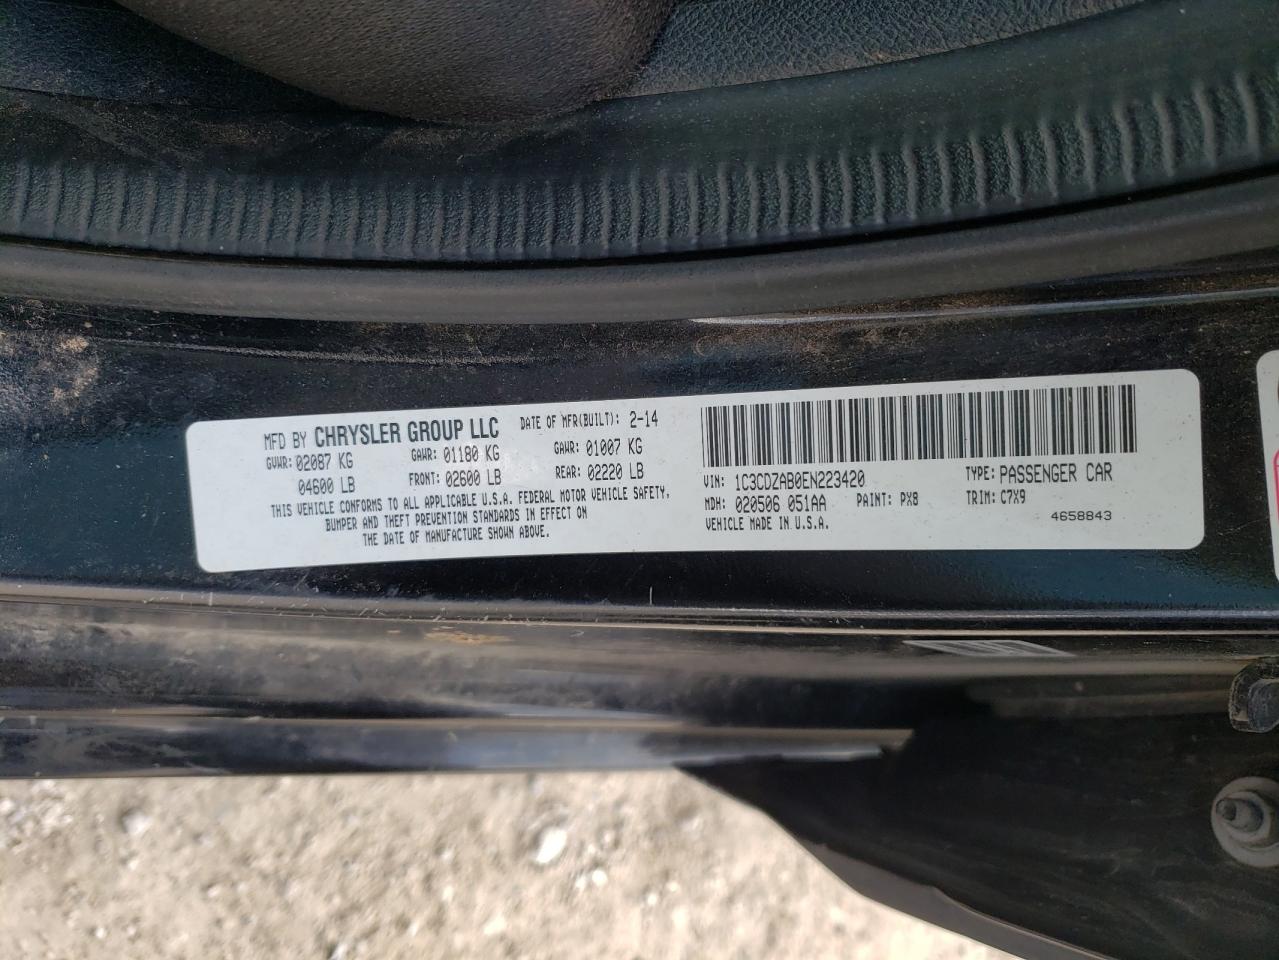 MFD BY CHRYSLER GROUP LLC DATE OF MFR(BUILT): 2-14
GVWR: 02087 KG GAWR: 01180 KG GAWR: 01007 KG
04600 LB FRONT: 02600 LB REAR: 02220 LB
THIS VEHICLE CONFORMS TO ALL APPLICABLE U.S.A. FEDERAL MOTOR VEHICLE SAFETY,
BUMPER AND THEFT PREVENTION STANDARDS IN EFFECT ON
THE DATE OF MANUFACTURE SHOWN ABOVE.
VIN: 1C3CDZAB0EN223420 TYPE: PASSENGER CAR
MDH: 020506 051AA PAINT: PX8 TRIM: C7X9
VEHICLE MADE IN U.S.A. 4658843